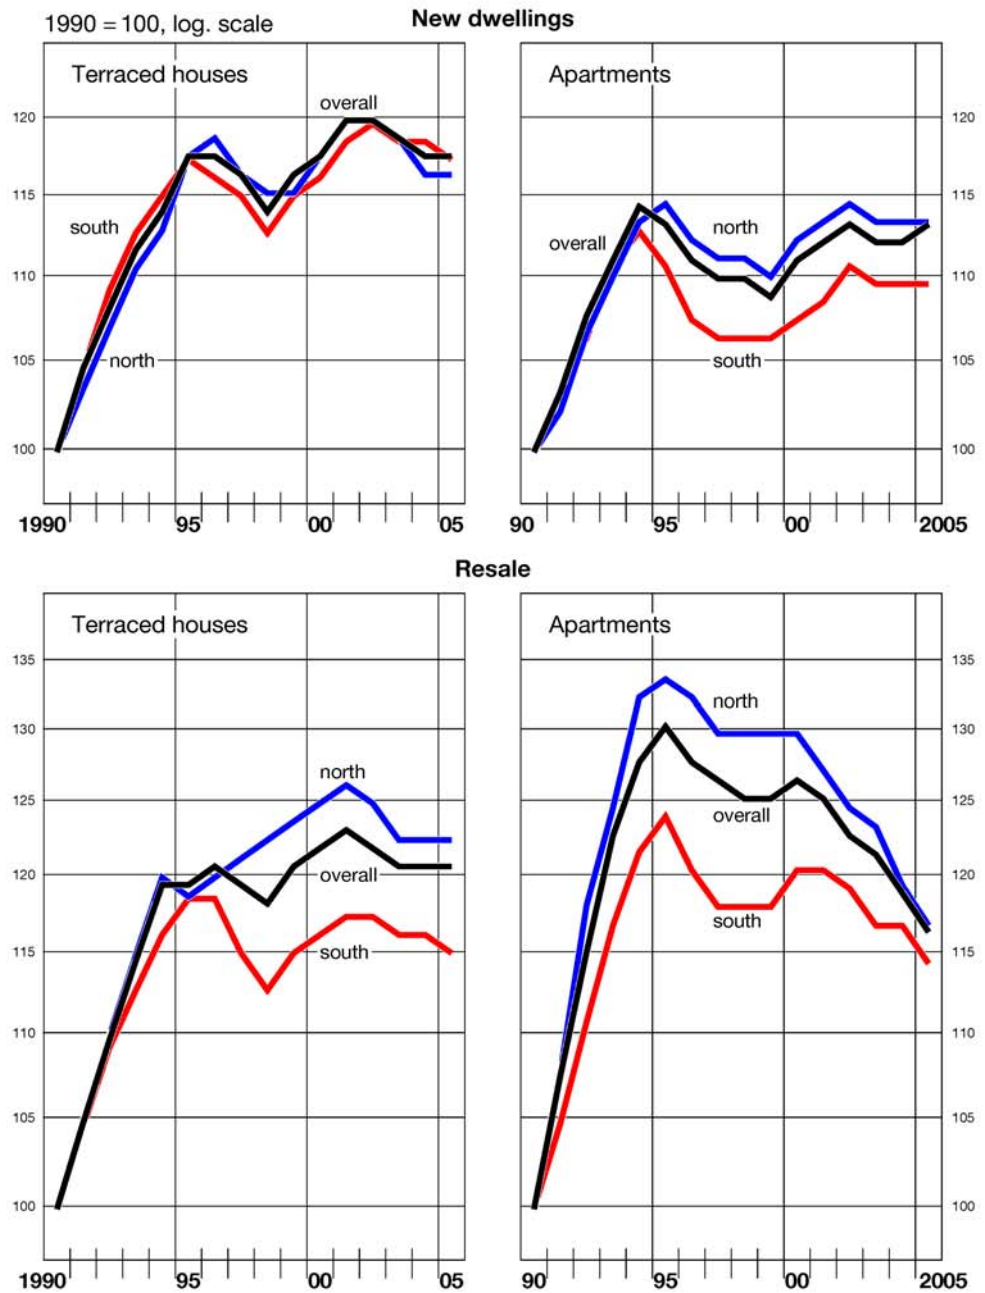 1990 = 100, log. scale
New dwellings
Terraced houses
Apartments
overall
120
120
115
115
south
north
overall
110
110
north
south
105
105
100
100
1990 95 00 05
90 95 00 2005
Resale
Terraced houses
Apartments
135
135
north
130
130
north
125
125
overall
overall
120
120
south
south
115
115
110
110
105
105
100
100
1990 95 00 05
90 95 00 2005